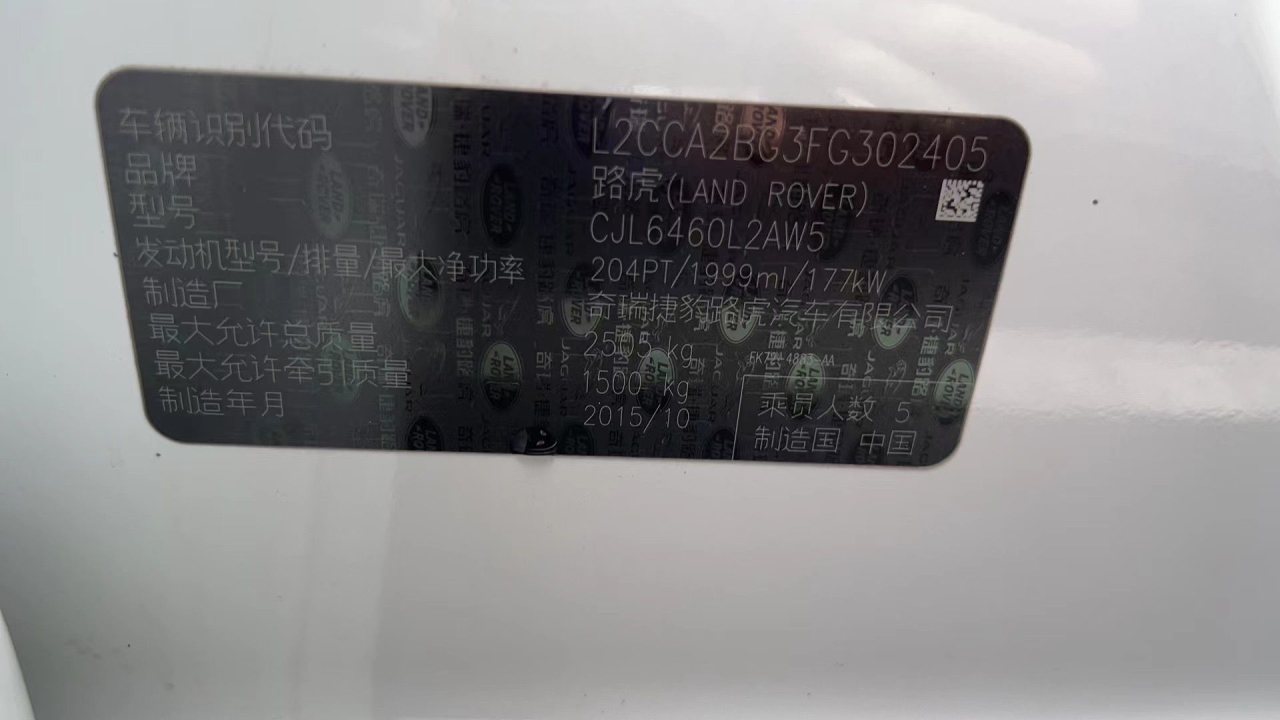 车辆识别代码 L2CCA2BG3FG302405
品牌 路虎(LAND ROVER)
型号 CJL6460L2AW5
发动机型号/排量/最大净功率 204PT/1999ml/177kW
制造厂 奇瑞捷豹路虎汽车有限公司
最大允许总质量 kg
最大允许牵引质量 1500 kg
制造年月 2015/10
乘员人数 5
制造国 中国